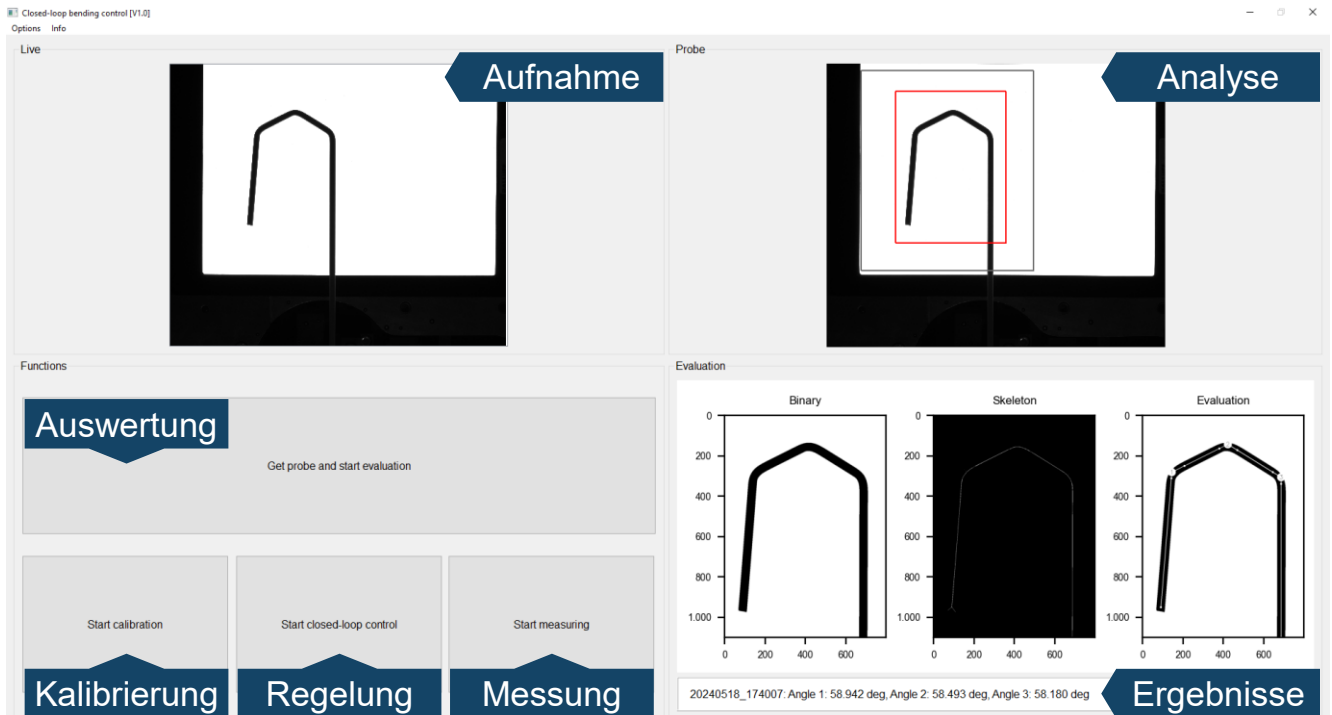 Closed-loop bending control [V1.0]
Options Info
Live
Aufnahme
Probe
Analyse
Functions
Auswertung
Get probe and start evaluation
Start calibration
Start closed-loop control
Start measuring
Kalibrierung
Regelung
Messung
Evaluation
Binary
0
200
400
600
800
1.000
0 200 400 600
Skeleton
0
200
400
600
800
1.000
0 200 400 600
Evaluation
0
200
400
600
800
1.000
0 200 400 600
20240518_174007: Angle 1: 58.942 deg, Angle 2: 58.493 deg, Angle 3: 58.180 deg
Ergebnisse